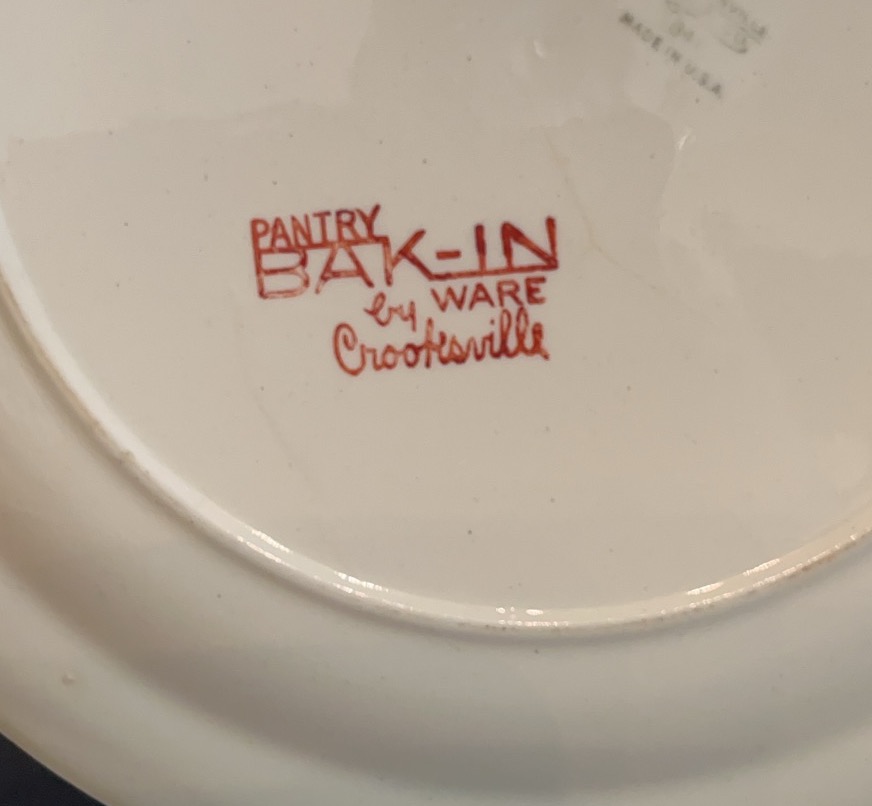 MADE IN U.S.A.
PANTRY
BAK-IN
WARE
by
Crooksville